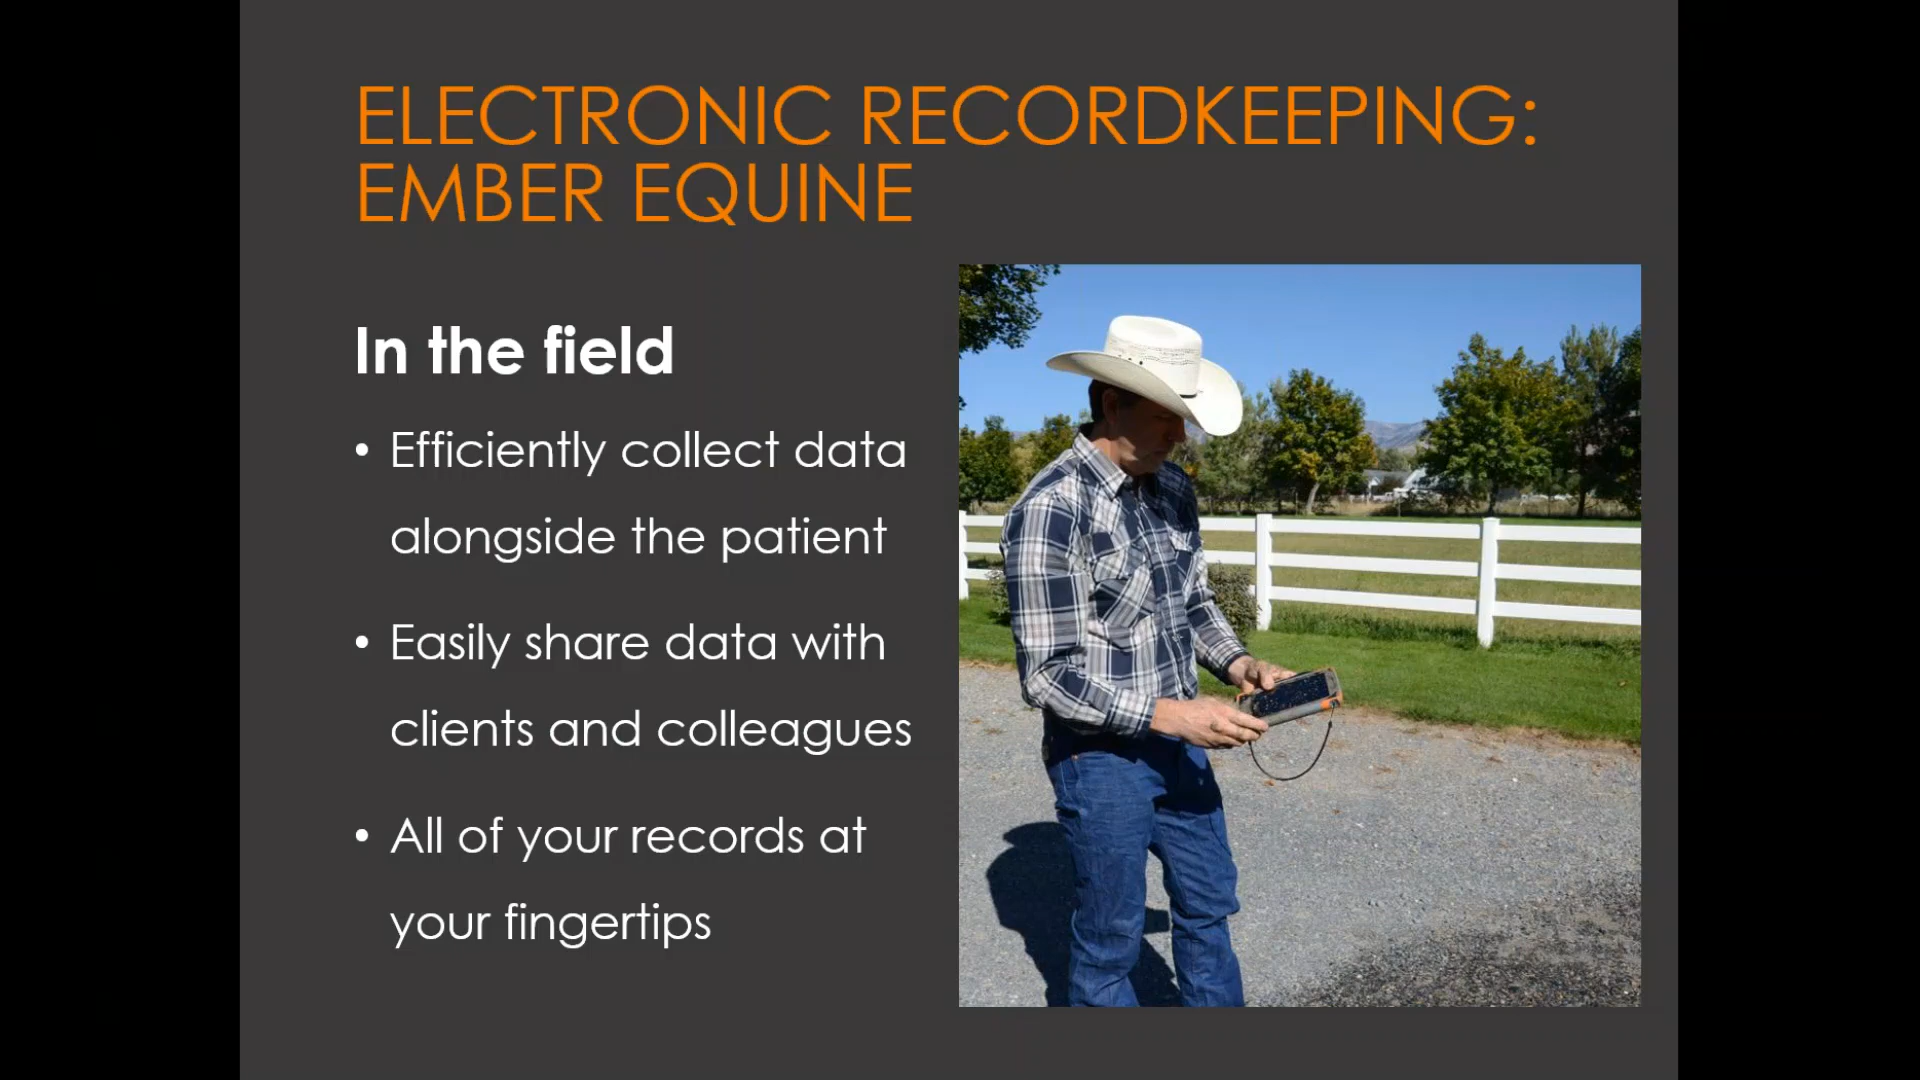 ELECTRONIC RECORDKEEPING:
EMBER EQUINE
In the field
• Efficiently collect data
alongside the patient
• Easily share data with
clients and colleagues
• All of your records at
your fingertips